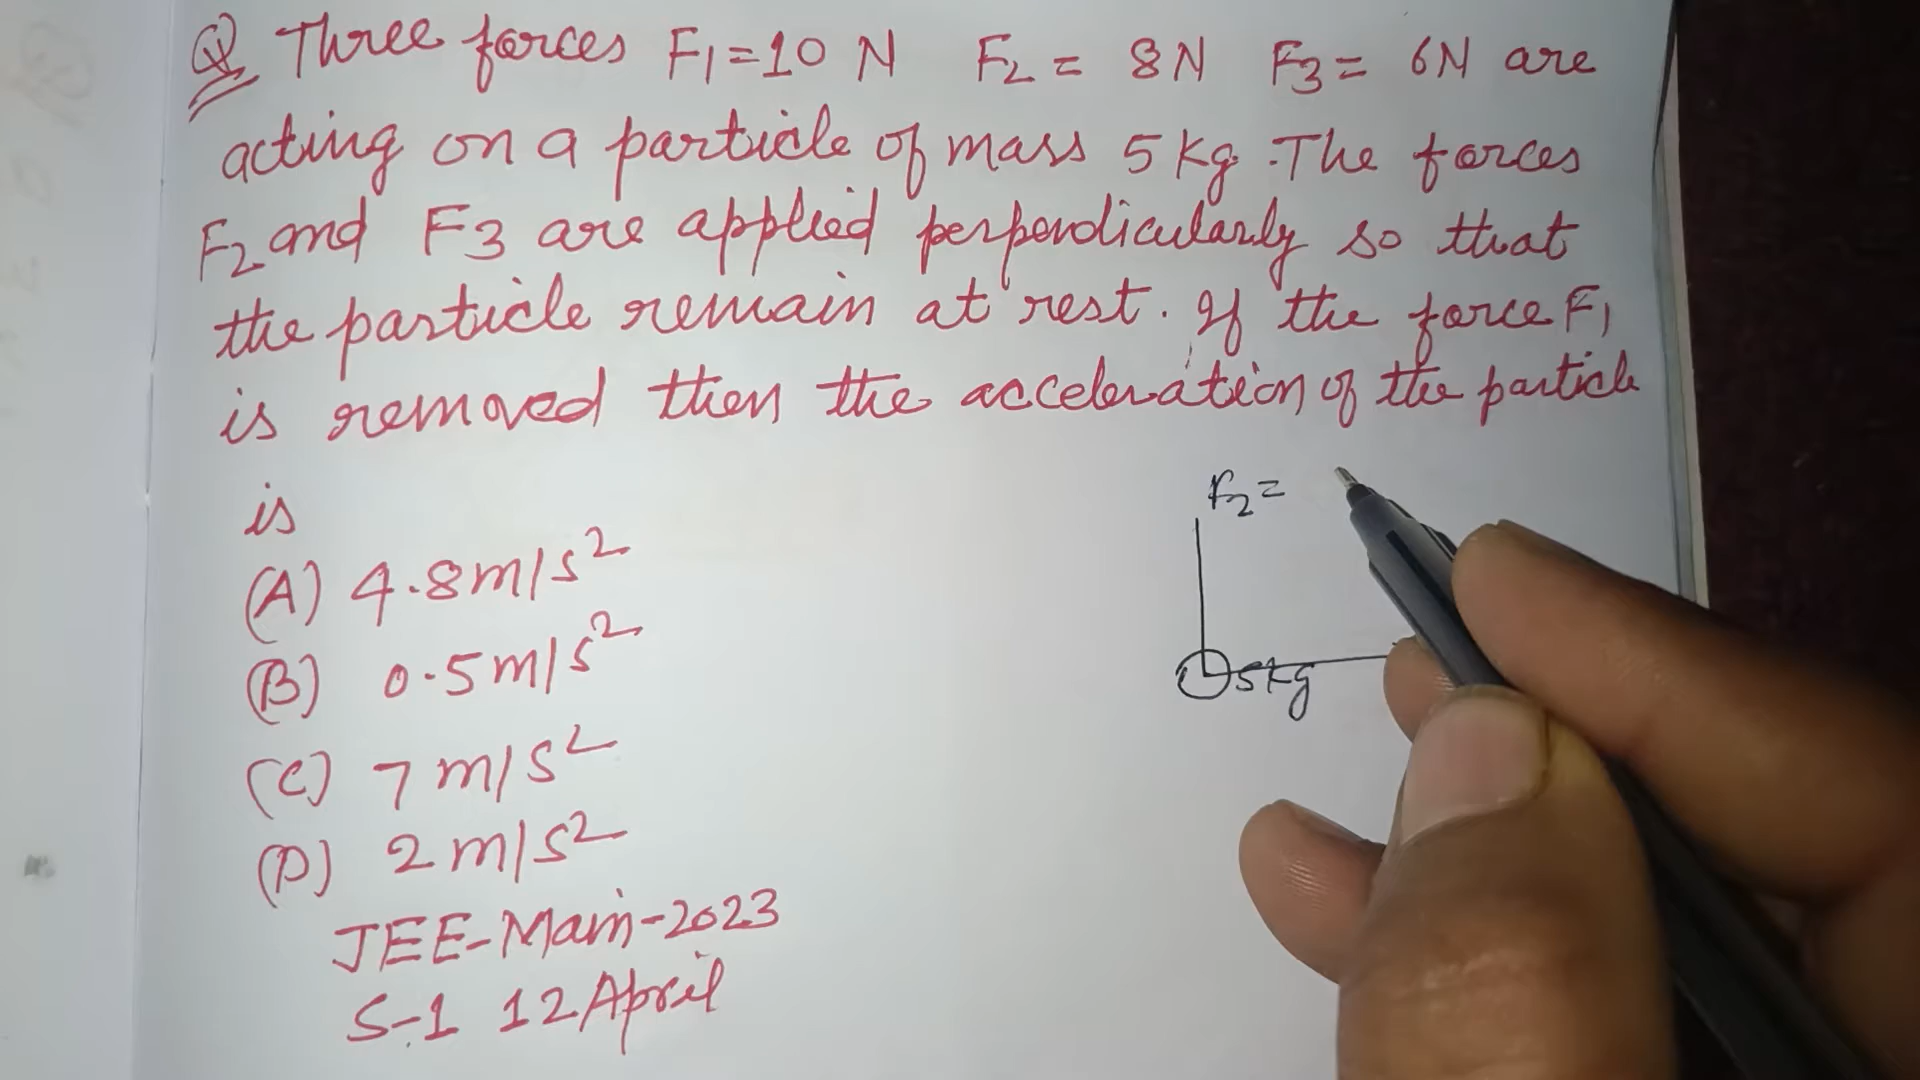 Q Three forces F1=10 N F2 = 8N F3 = 6N are
acting on a particle of mass 5 kg. The forces
F2 and F3 are applied perpendicularly so that
the particle remain at rest. If the force F1
is removed then the acceleration of the particle
is
(A) 4.8 m/s²
(B) 0.5 m/s²
(C) 7 m/s²
(D) 2 m/s²
JEE-Main-2023
S-1 12 April
F2 =
5kg